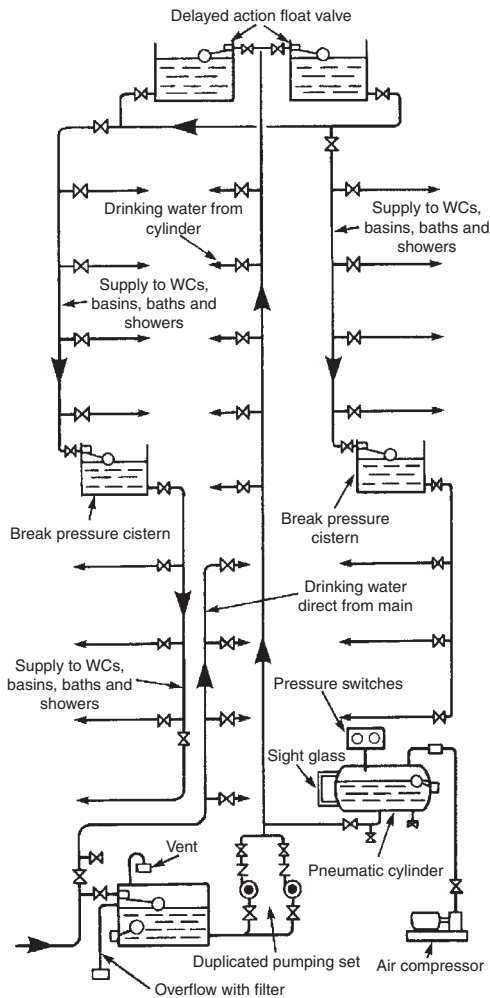 Delayed action float valve
Drinking water from
cylinder
Supply to WCs,
basins, baths and
showers
Supply to WCs,
basins, baths and
showers
Break pressure cistern
Break pressure
cistern
Drinking water
direct from main
Supply to WCs,
basins, baths and
showers
Pressure switches
Sight glass
Vent
Pneumatic cylinder
Duplicated pumping set
Air compressor
Overflow with filter